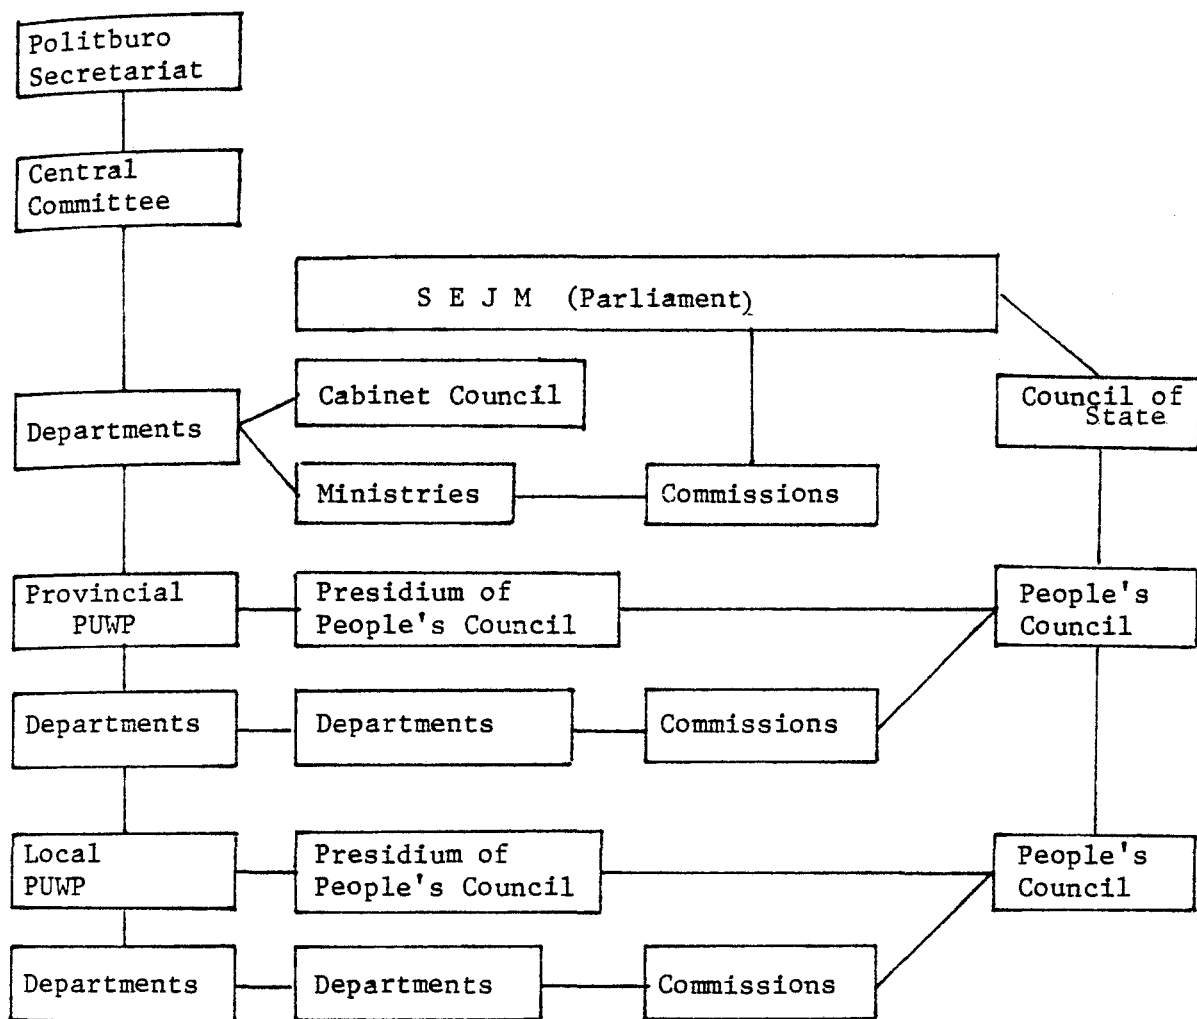 Politburo
Secretariat
Central
Committee
S E J M (Parliament)
Cabinet Council
Council of
State
Departments
Ministries
Commissions
Provincial
PUWP
Presidium of
People's Council
People's
Council
Departments
Departments
Commissions
Local
PUWP
Presidium of
People's Council
People's
Council
Departments
Departments
Commissions